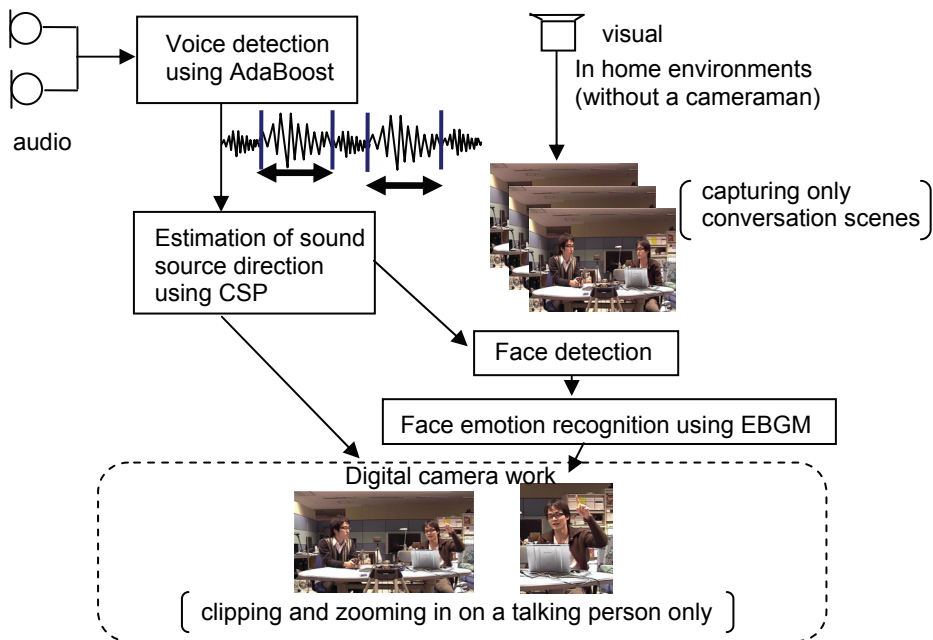 Voice detection
using AdaBoost
audio
visual
In home environments
(without a cameraman)
capturing only
conversation scenes
Estimation of sound
source direction
using CSP
Face detection
Face emotion recognition using EBGM
Digital camera work
clipping and zooming in on a talking person only